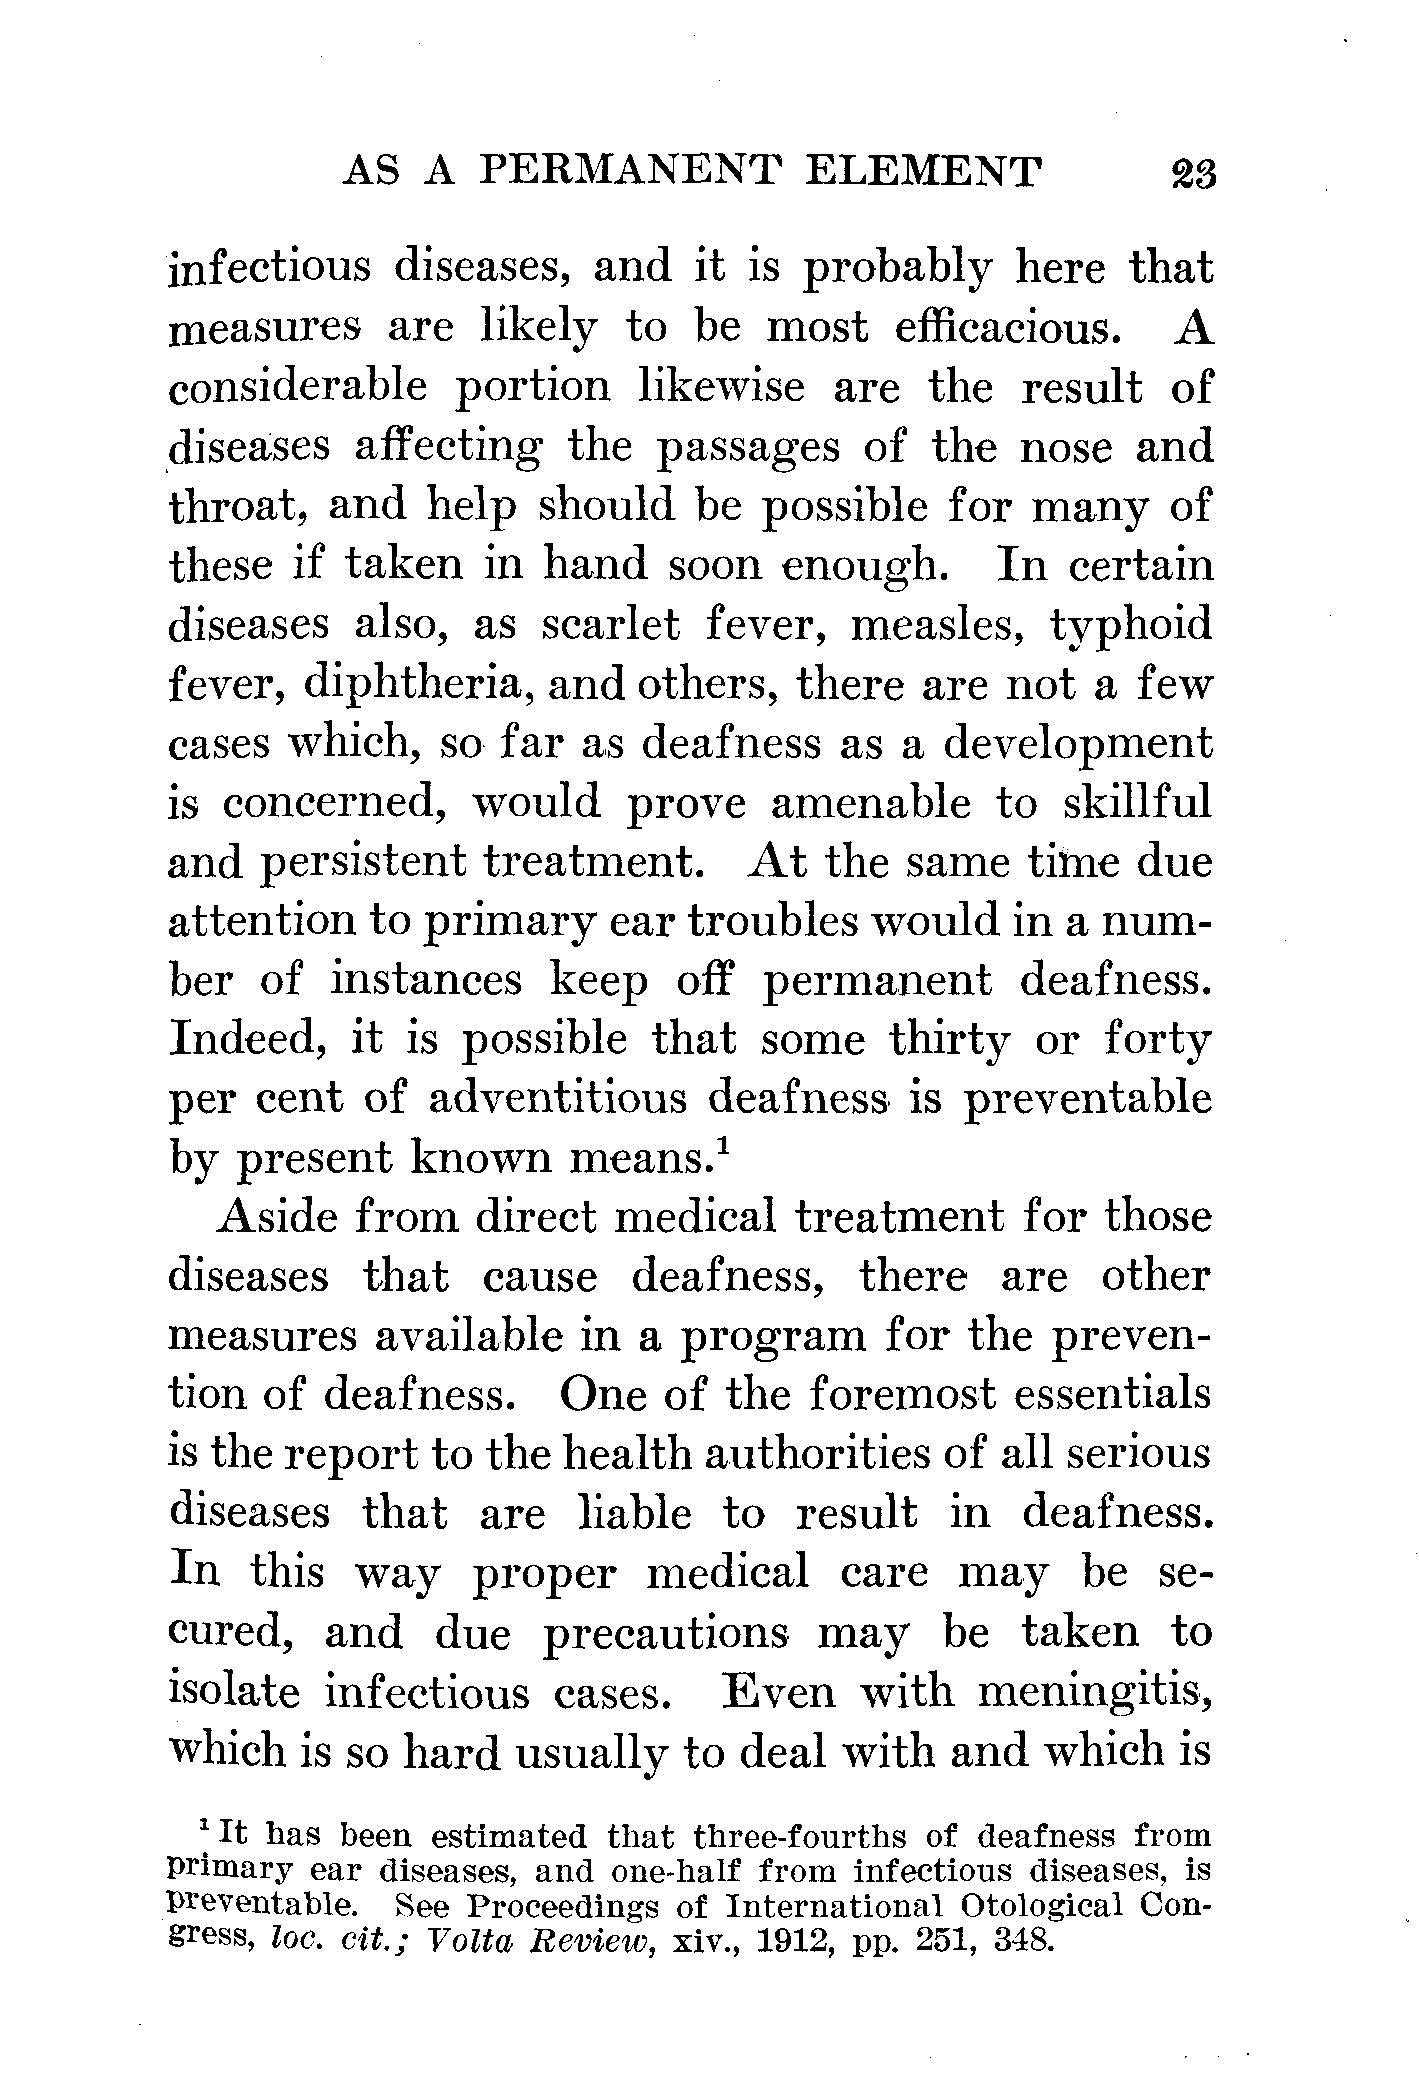 AS A PERMANENT ELEMENT 23
infectious diseases, and it is probably here that
measures are likely to be most efficacious. A
considerable portion likewise are the result of
diseases affecting the passages of the nose and
throat, and help should be possible for many of
these if taken in hand soon enough. In certain
diseases also, as scarlet fever, measles, typhoid
fever, diphtheria, and others, there are not a few
cases which, so far as deafness as a development
is concerned, would prove amenable to skillful
and persistent treatment. At the same time due
attention to primary ear troubles would in a num-
ber of instances keep off permanent deafness.
Indeed, it is possible that some thirty or forty
per cent of adventitious deafness is preventable
by present known means.¹
Aside from direct medical treatment for those
diseases that cause deafness, there are other
measures available in a program for the preven-
tion of deafness. One of the foremost essentials
is the report to the health authorities of all serious
diseases that are liable to result in deafness.
In this way proper medical care may be se-
cured, and due precautions may be taken to
isolate infectious cases. Even with meningitis,
which is so hard usually to deal with and which is
¹ It has been estimated that three-fourths of deafness from
primary ear diseases, and one-half from infectious diseases, is
preventable. See Proceedings of International Otological Con-
gress, loc. cit.; Volta Review, xiv., 1912, pp. 251, 348.